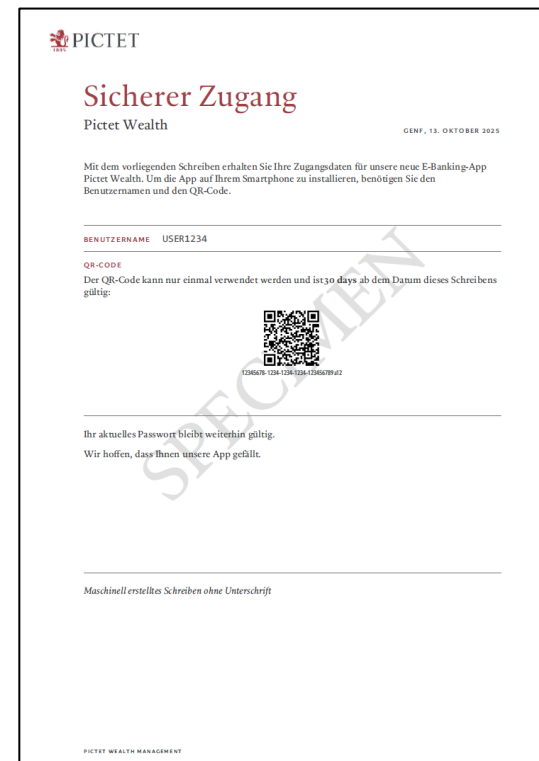 PICTET
1805
Sicherer Zugang
Pictet Wealth
GENF, 13. OKTOBER 2025
Mit dem vorliegenden Schreiben erhalten Sie Ihre Zugangsdaten für unsere neue E-Banking-App
Pictet Wealth. Um die App auf Ihrem Smartphone zu installieren, benötigen Sie den
Benutzernamen und den QR-Code.
BENUTZERNAME USER1234
QR-CODE
Der QR-Code kann nur einmal verwendet werden und ist 30 days ab dem Datum dieses Schreibens
gültig:
12345678-1234-1234-1234-123456789a12
SPECIMEN
Ihr aktuelles Passwort bleibt weiterhin gültig.
Wir hoffen, dass Ihnen unsere App gefällt.
Maschinell erstelltes Schreiben ohne Unterschrift
PICTET WEALTH MANAGEMENT